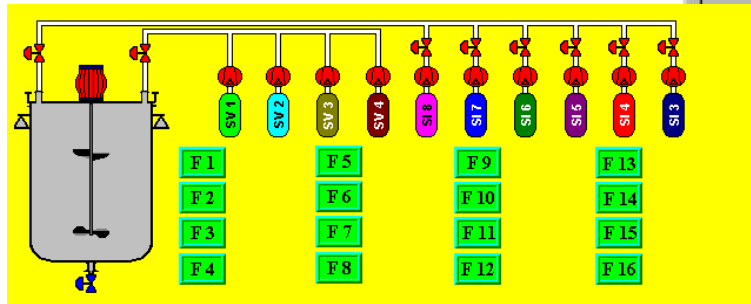 SV 1
SV 2
SV 3
SV 4
SI 8
SI 7
SI 6
SI 5
SI 4
SI 3
F 1
F 5
F 9
F 13
F 2
F 6
F 10
F 14
F 3
F 7
F 11
F 15
F 4
F 8
F 12
F 16